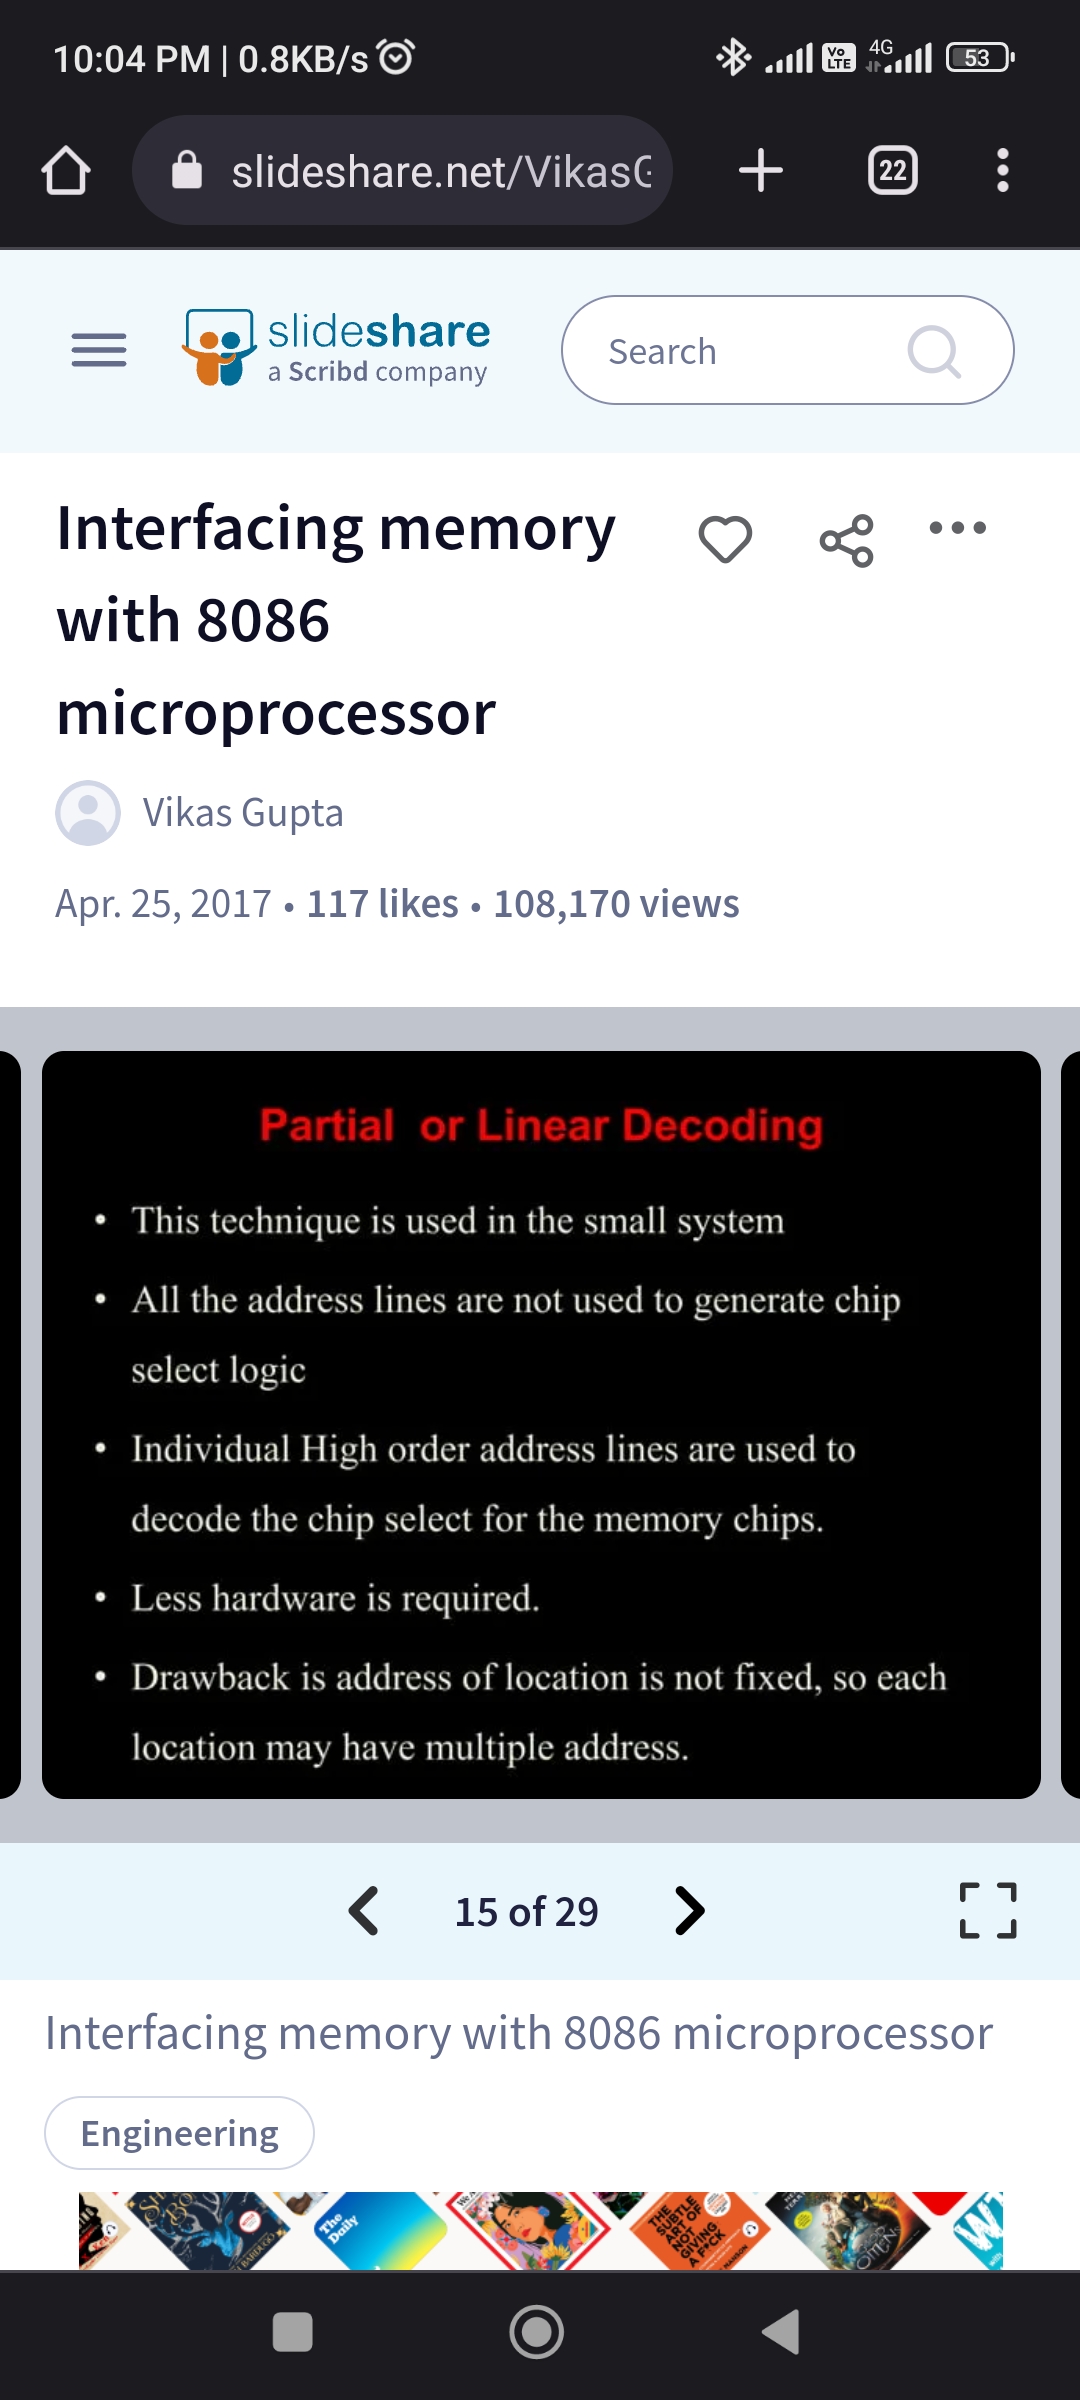 10:04 PM | 0.8KB/s
Vo LTE 4G 53
slideshare.net/VikasG
22
slideshare
a Scribd company
Search
Interfacing memory
with 8086
microprocessor
Vikas Gupta
Apr. 25, 2017 • 117 likes • 108,170 views
Partial or Linear Decoding
• This technique is used in the small system
• All the address lines are not used to generate chip
select logic
• Individual High order address lines are used to
decode the chip select for the memory chips.
• Less hardware is required.
• Drawback is address of location is not fixed, so each
location may have multiple address.
15 of 29
Interfacing memory with 8086 microprocessor
Engineering
The
Daily
THE
SUBTLE
ART OF
NOT
GIVING
A F*CK